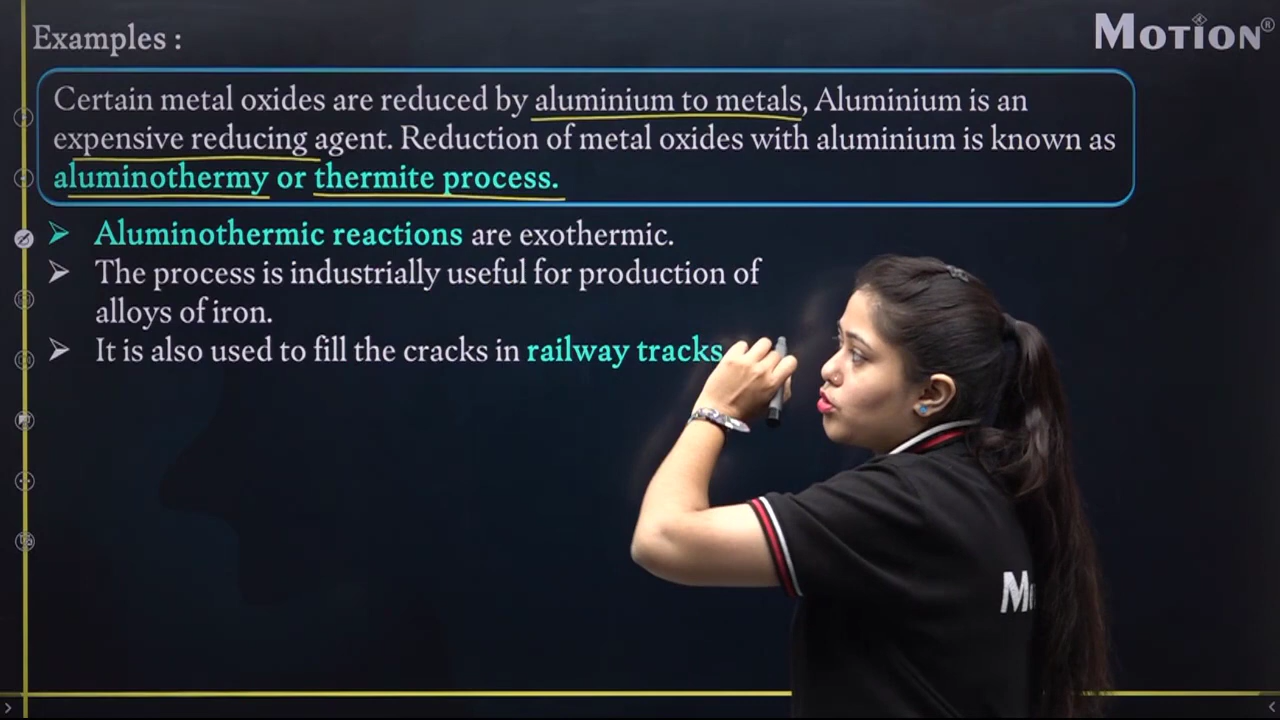 Examples :
MOTION®
Certain metal oxides are reduced by aluminium to metals, Aluminium is an
expensive reducing agent. Reduction of metal oxides with aluminium is known as
aluminothermy or thermite process.
➢ Aluminothermic reactions are exothermic.
➢ The process is industrially useful for production of
alloys of iron.
➢ It is also used to fill the cracks in railway tracks